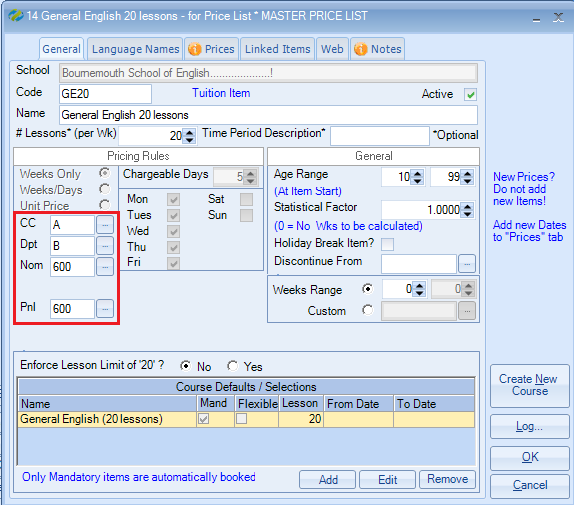 14 General English 20 lessons - for Price List * MASTER PRICE LIST
General Language Names Prices Linked Items Web Notes
School Bournemouth School of English.....................!
Code GE20 Tuition Item Active
Name General English 20 lessons
# Lessons* (per Wk) 20 Time Period Description* *Optional
Pricing Rules
Weeks Only
Weeks/Days
Unit Price
Chargeable Days 5
Mon Sat
Tues Sun
Wed
Thu
Fri
CC A ...
Dpt B ...
Nom 600 ...
Pnl 600 ...
General
Age Range 10 99
(At Item Start)
Statistical Factor 1.0000
(0 = No Wks to be calculated)
Holiday Break Item?
Discontinue From ...
Weeks Range 0 0
Custom ...
New Prices?
Do not add
new Items!
Add new Dates
to "Prices" tab
Enforce Lesson Limit of '20' ? No Yes
Course Defaults / Selections
Name Mand Flexible Lesson From Date To Date
General English (20 lessons) 20
Only Mandatory items are automatically booked
Add Edit Remove
Create New
Course
Log...
OK
Cancel